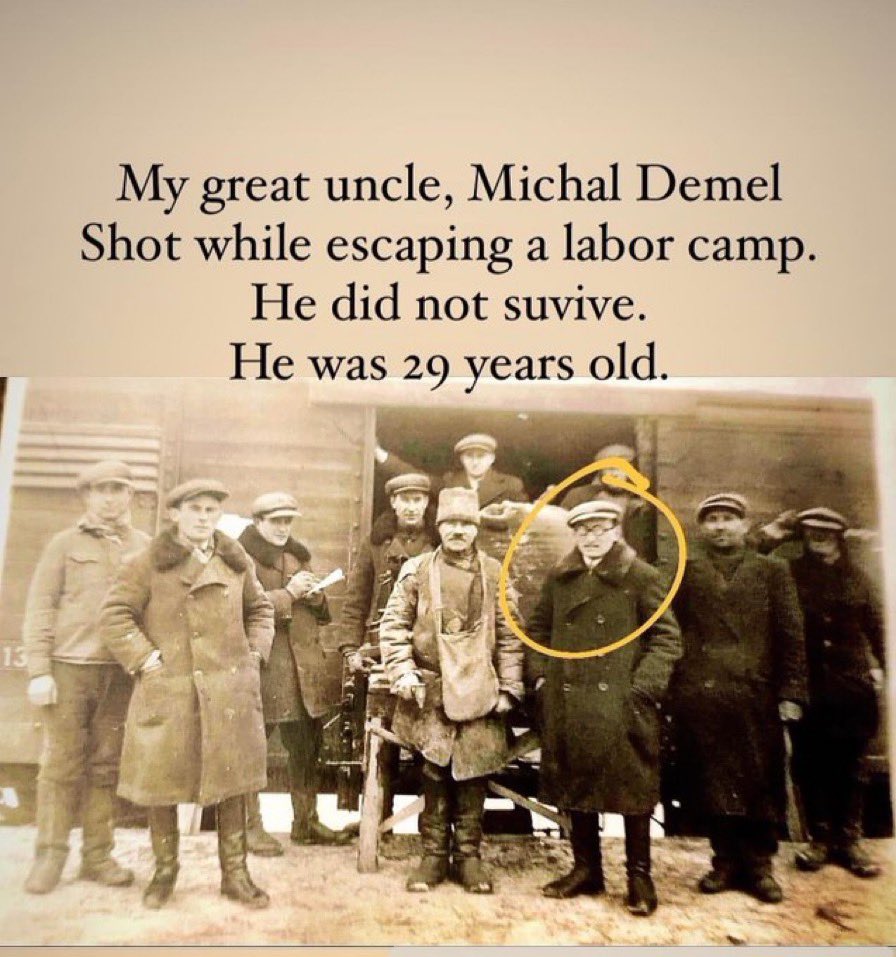 My great uncle, Michal Demel
Shot while escaping a labor camp.
He did not suvive.
He was 29 years old.
13